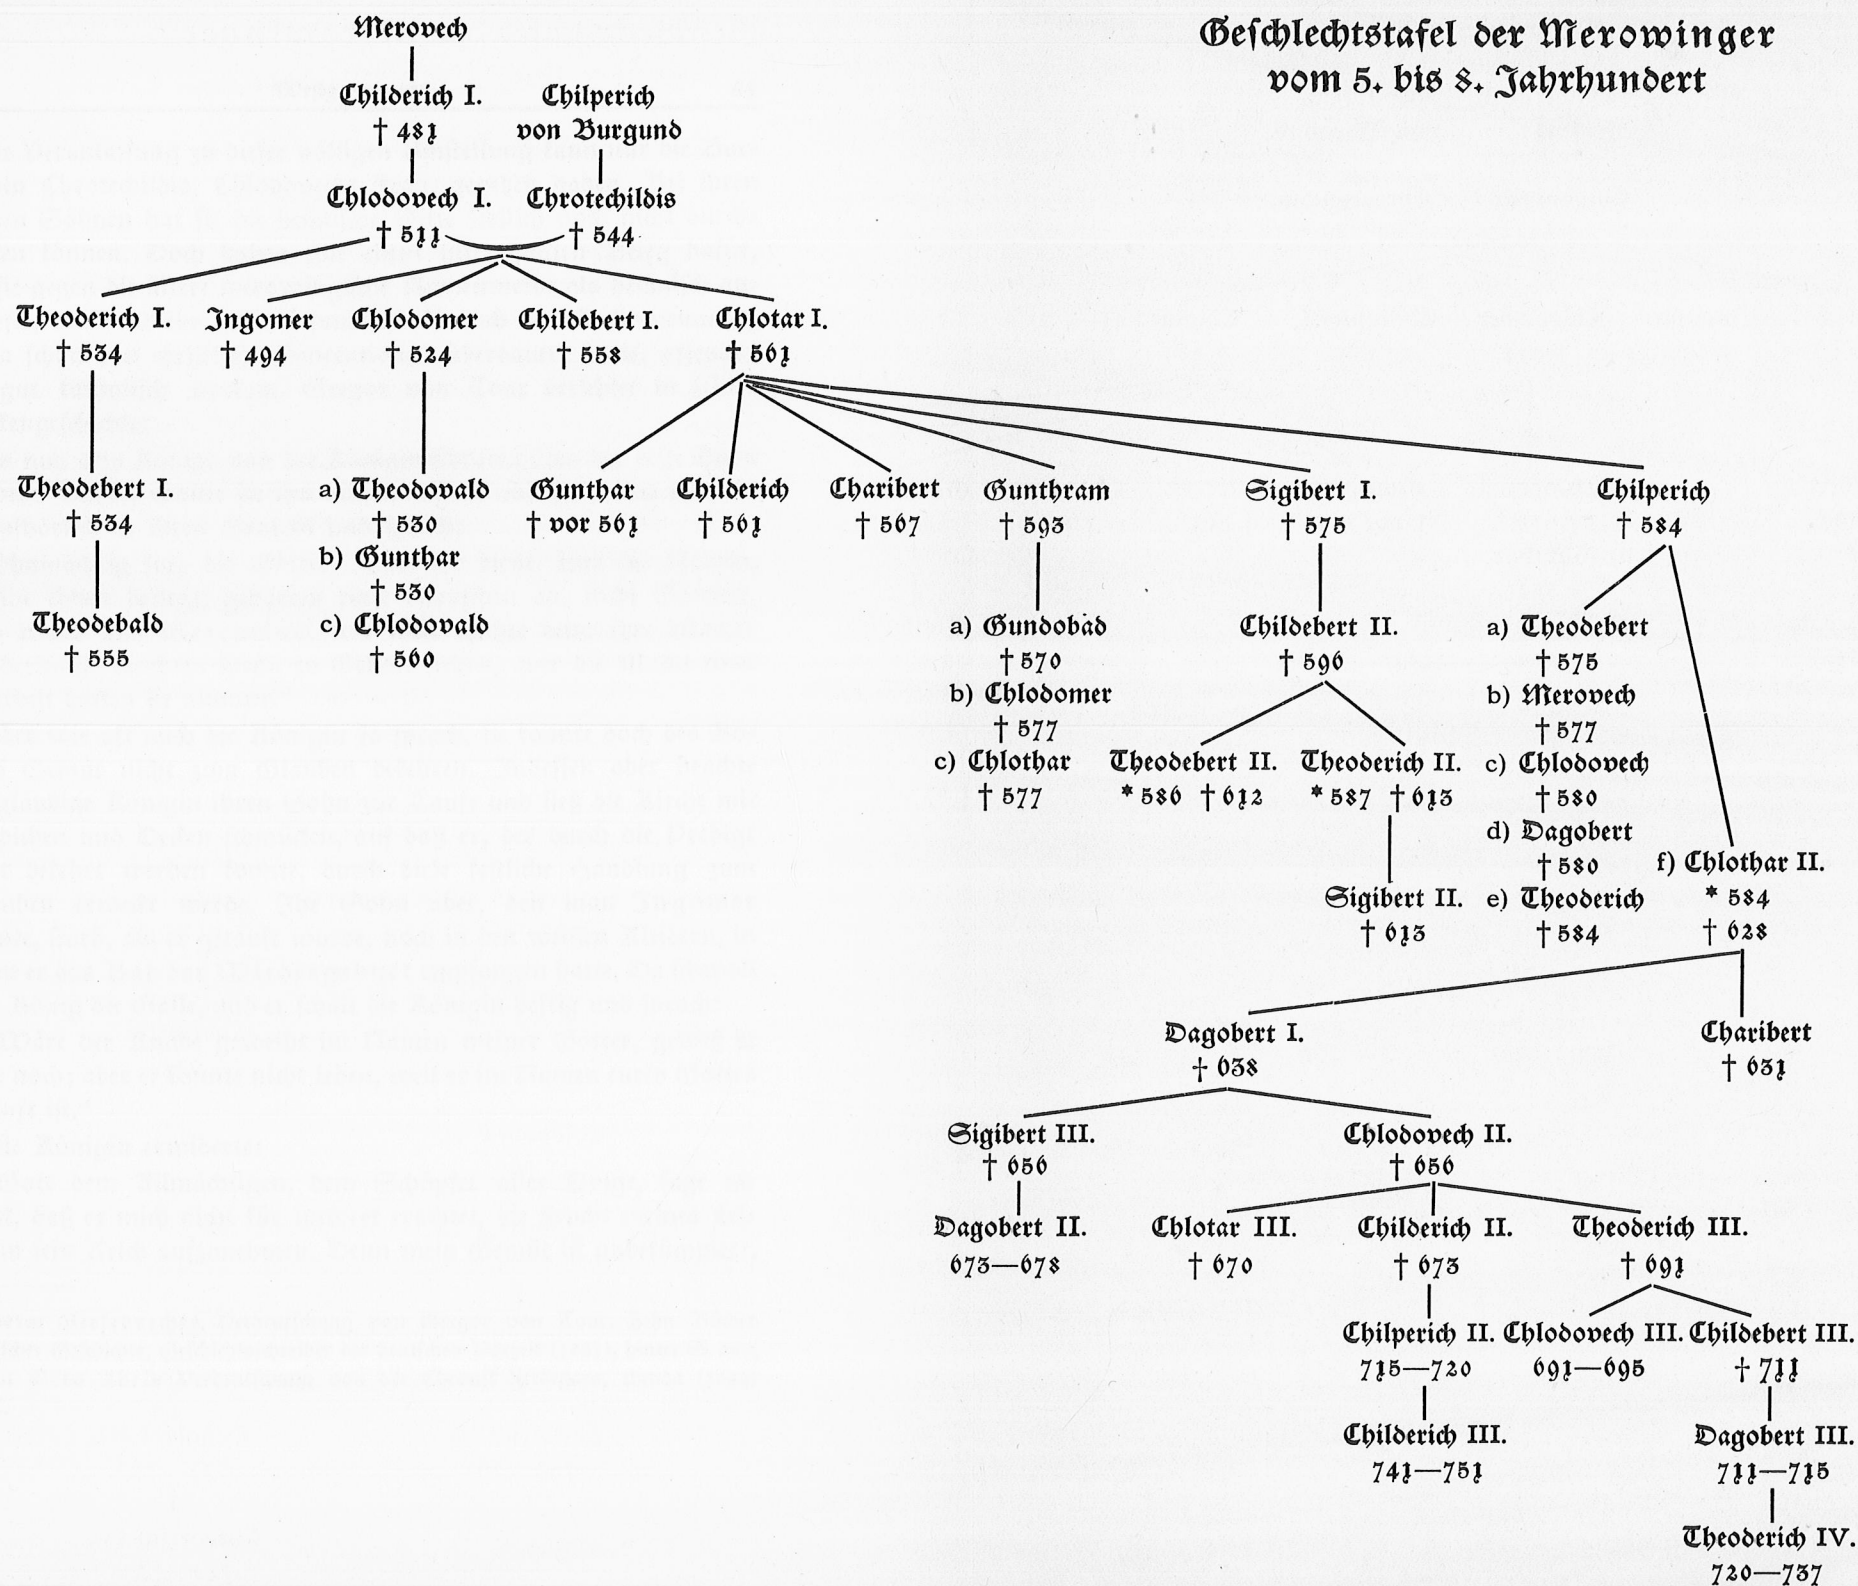 Geschlechtstafel der Merowinger
vom 5. bis 8. Jahrhundert
Merovech
Childerich I. Chilperich
† 481 von Burgund
Chlodovech I. Chrotechildis
† 511 † 544
Theoderich I. Ingomer Chlodomer Childebert I. Chlotar I.
† 534 † 494 † 524 † 558 † 561
Theodebert I. a) Theodovald Gunthar Childerich Charibert Gunthram Sigibert I. Chilperich
† 534 † 530 † vor 561 † 561 † 567 † 593 † 575 † 584
b) Gunthar
† 530
Theodebald c) Chlodovald a) Gundobad Childebert II. a) Theodebert
† 555 † 560 † 570 † 596 † 575
b) Chlodomer b) Merovech
† 577 † 577
c) Chlothar Theodebert II. Theoderich II. c) Chlodovech
† 577 * 586 † 612 * 587 † 613 † 580
d) Dagobert
† 580 f) Chlothar II.
Sigibert II. e) Theoderich * 584
† 613 † 584 † 628
Dagobert I. Charibert
† 638 † 631
Sigibert III. Chlodovech II.
† 656 † 656
Dagobert II. Chlotar III. Childerich II. Theoderich III.
673—678 † 670 † 673 † 691
Chilperich II. Chlodovech III. Childebert III.
715—720 691—695 † 711
Childerich III. Dagobert III.
741—751 711—715
Theoderich IV.
720—737